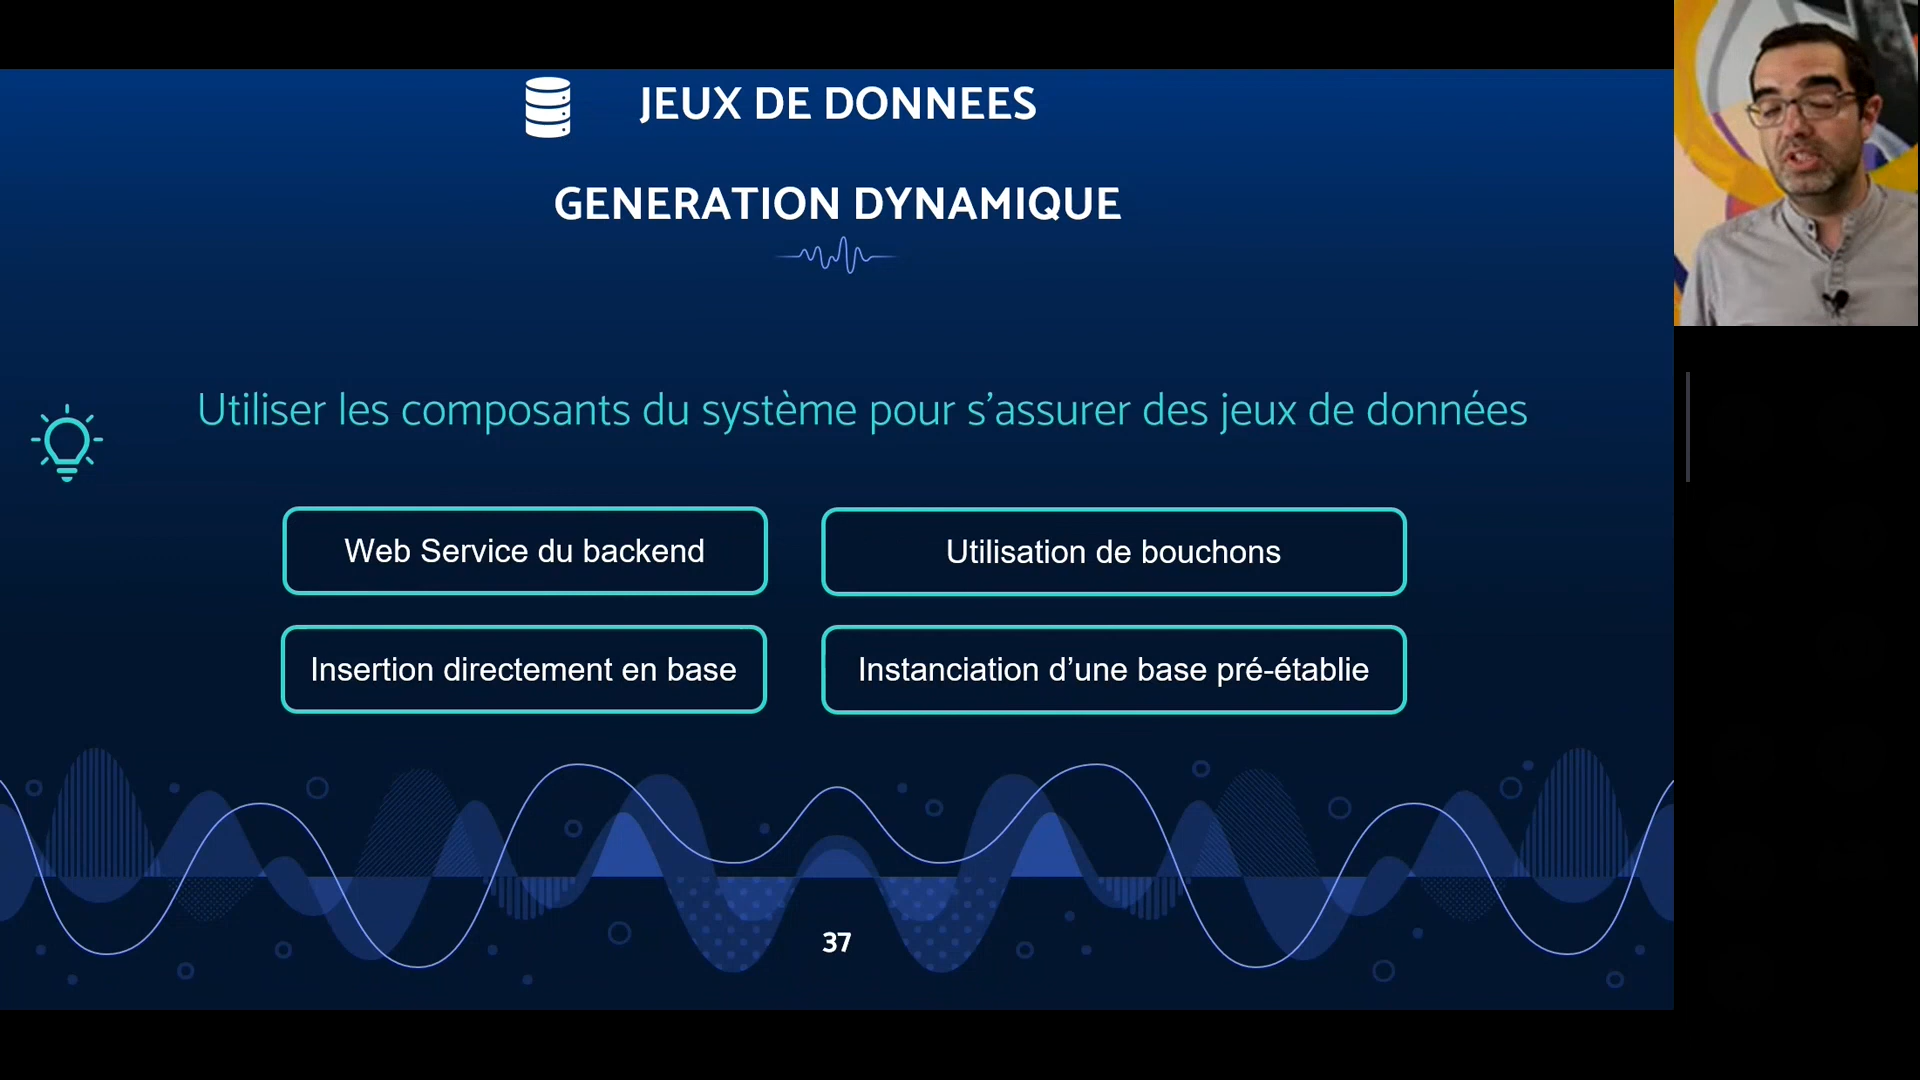 JEUX DE DONNEES
GENERATION DYNAMIQUE
Utiliser les composants du système pour s’assurer des jeux de données
Web Service du backend
Utilisation de bouchons
Insertion directement en base
Instanciation d’une base pré-établie
37